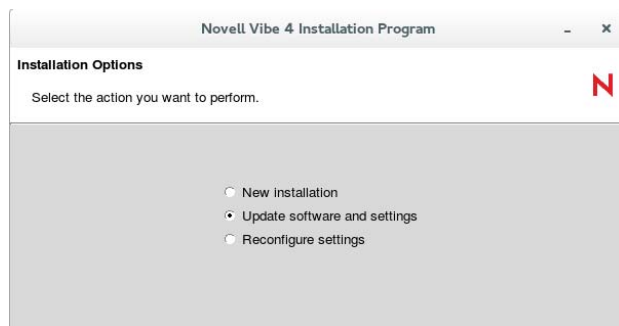 Novell Vibe 4 Installation Program
Installation Options
Select the action you want to perform.
N
New installation
Update software and settings
Reconfigure settings